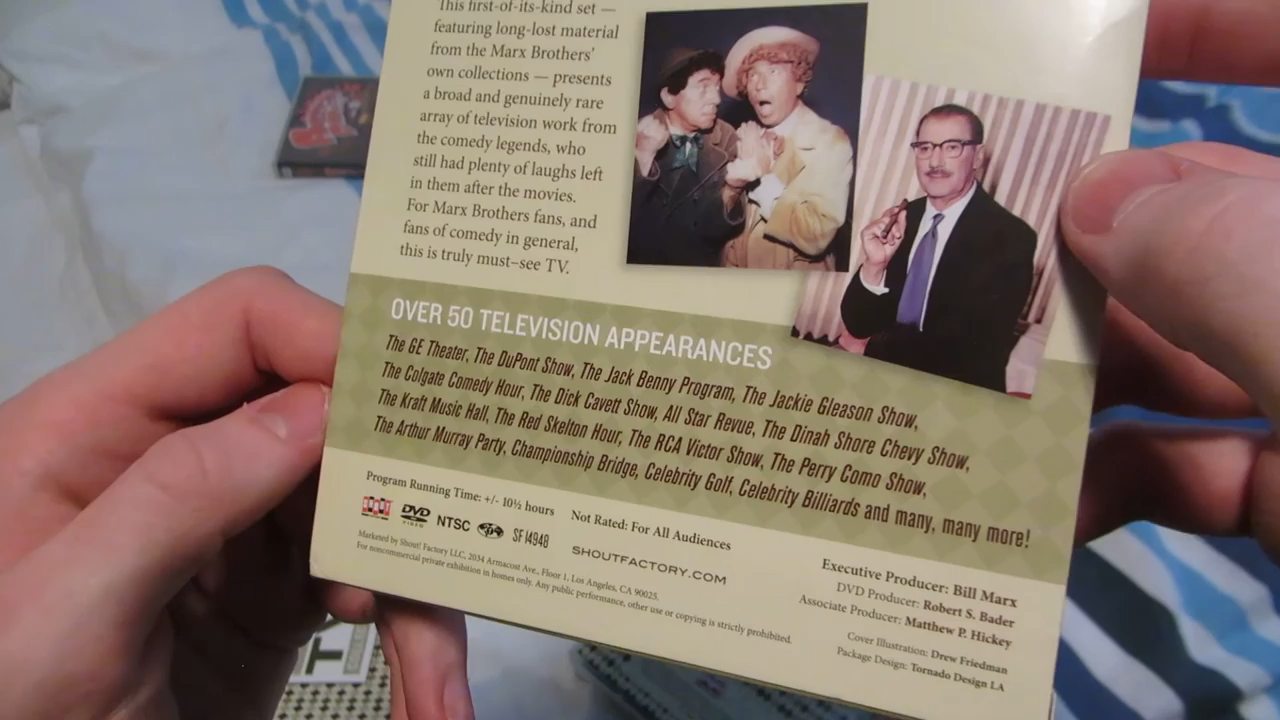 This first-of-its-kind set —
featuring long-lost material
from the Marx Brothers'
own collections — presents
a broad and genuinely rare
array of television work from
the comedy legends, who
still had plenty of laughs left
in them after the movies.
For Marx Brothers fans, and
fans of comedy in general,
this is truly must–see TV.
OVER 50 TELEVISION APPEARANCES
The GE Theater, The DuPont Show, The Jack Benny Program, The Jackie Gleason Show,
The Colgate Comedy Hour, The Dick Cavett Show, All Star Revue, The Dinah Shore Chevy Show,
The Kraft Music Hall, The Red Skelton Hour, The RCA Victor Show, The Perry Como Show,
The Arthur Murray Party, Championship Bridge, Celebrity Golf, Celebrity Billiards and many, many more!
Program Running Time: +/- 10½ hours
Not Rated: For All Audiences
DVD
VIDEO
NTSC
SF 14948
SHOUTFACTORY.COM
Marketed by Shout! Factory LLC, 2034 Armacost Ave., Floor 1, Los Angeles, CA 90025.
For noncommercial private exhibition in homes only. Any public performance, other use or copying is strictly prohibited.
Executive Producer: Bill Marx
DVD Producer: Robert S. Bader
Associate Producer: Matthew P. Hickey
Cover Illustration: Drew Friedman
Package Design: Tornado Design LA